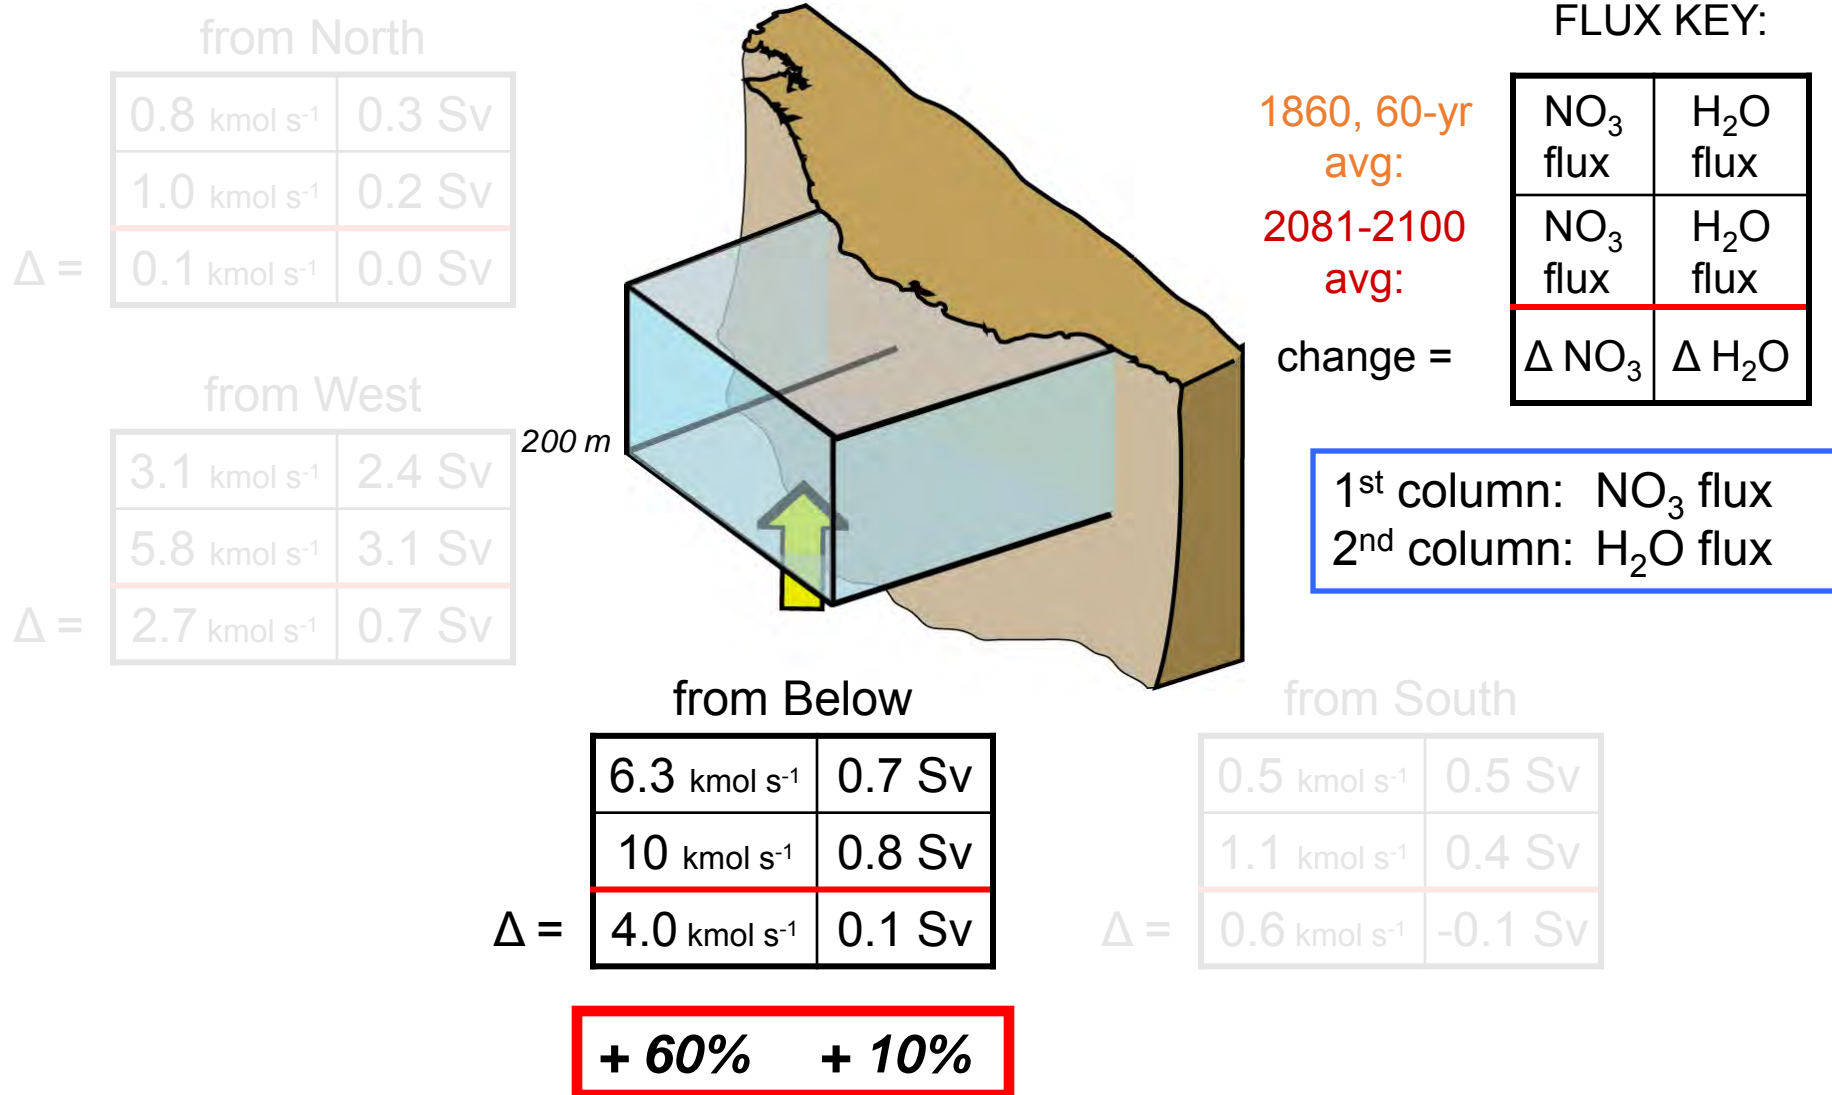 FLUX KEY:
from North
0.8 kmol s⁻¹ 0.3 Sv
1.0 kmol s⁻¹ 0.2 Sv
Δ = 0.1 kmol s⁻¹ 0.0 Sv
1860, 60-yr
avg:
NO₃ H₂O
flux flux
2081-2100
avg:
NO₃ H₂O
flux flux
change = Δ NO₃ Δ H₂O
from West
3.1 kmol s⁻¹ 2.4 Sv
5.8 kmol s⁻¹ 3.1 Sv
Δ = 2.7 kmol s⁻¹ 0.7 Sv
200 m
1ˢᵗ column: NO₃ flux
2ⁿᵈ column: H₂O flux
from Below
6.3 kmol s⁻¹ 0.7 Sv
10 kmol s⁻¹ 0.8 Sv
Δ = 4.0 kmol s⁻¹ 0.1 Sv
+ 60% + 10%
from South
0.5 kmol s⁻¹ 0.5 Sv
1.1 kmol s⁻¹ 0.4 Sv
Δ = 0.6 kmol s⁻¹ -0.1 Sv